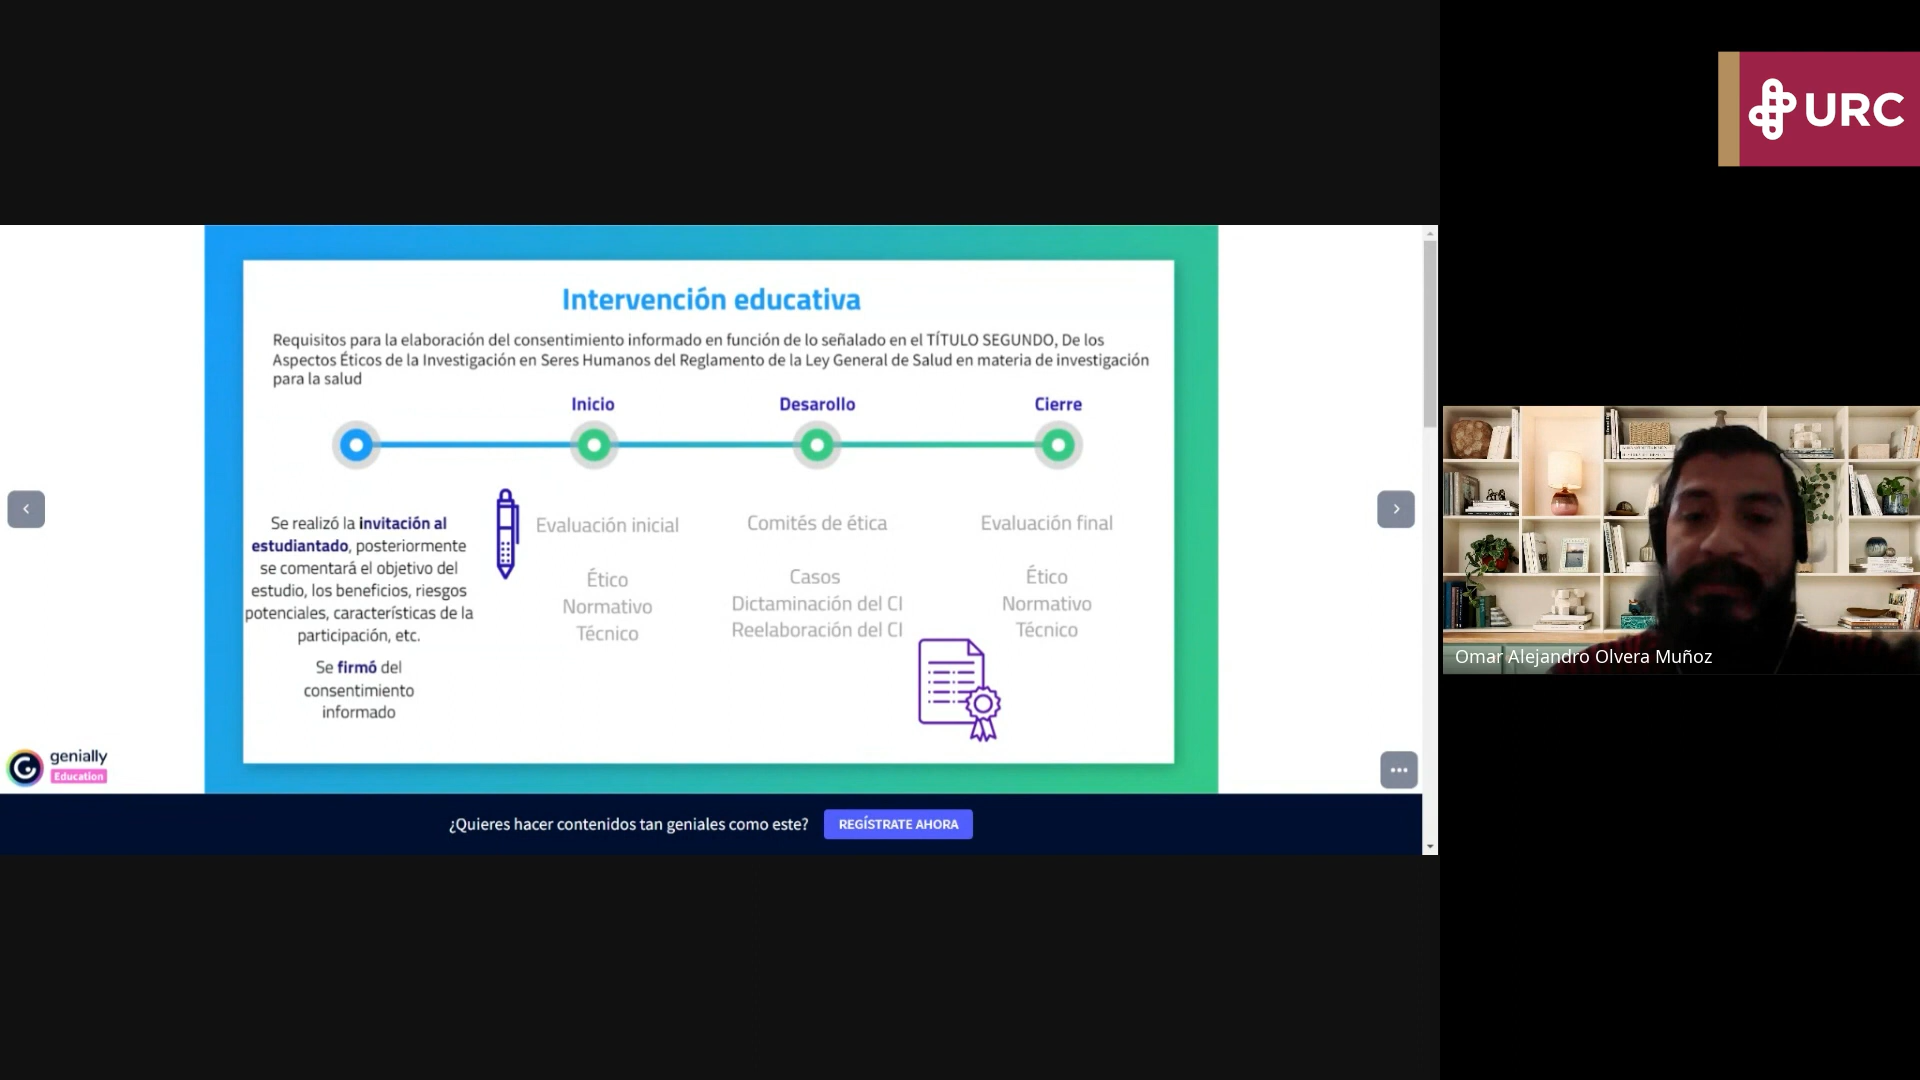 URC
Intervención educativa
Requisitos para la elaboración del consentimiento informado en función de lo señalado en el TÍTULO SEGUNDO, De los
Aspectos Éticos de la Investigación en Seres Humanos del Reglamento de la Ley General de Salud en materia de investigación
para la salud
Inicio
Desarollo
Cierre
Se realizó la invitación al
estudiantado, posteriormente
se comentará el objetivo del
estudio, los beneficios, riesgos
potenciales, características de la
participación, etc.
Se firmó del
consentimiento
informado
Evaluación inicial
Ético
Normativo
Técnico
Comités de ética
Casos
Dictaminación del CI
Reelaboración del CI
Evaluación final
Ético
Normativo
Técnico
Omar Alejandro Olvera Muñoz
genially
Education
¿Quieres hacer contenidos tan geniales como este?
REGÍSTRATE AHORA